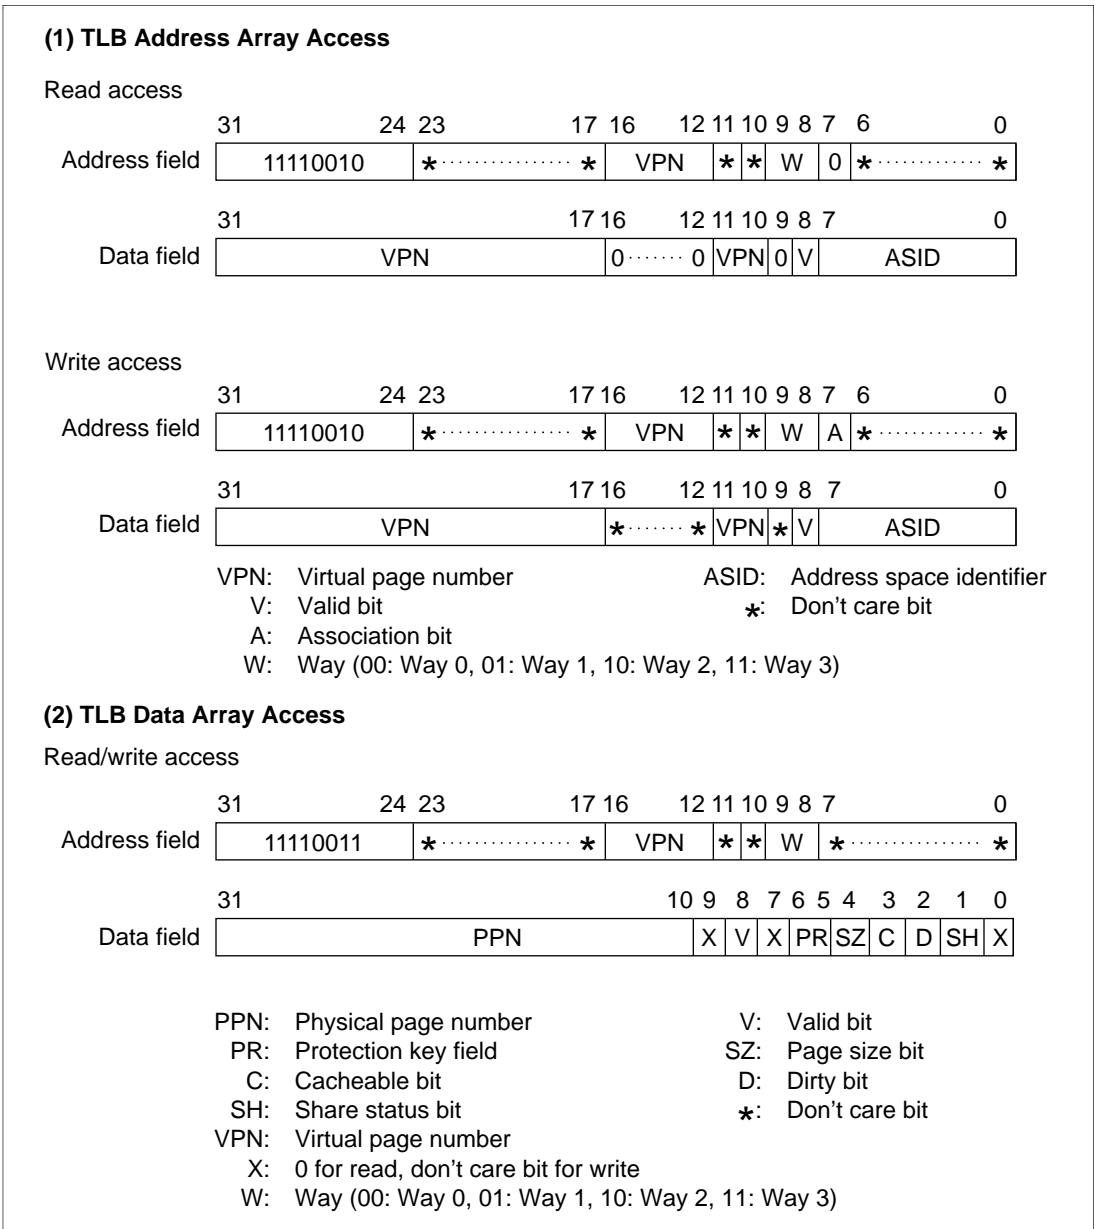 (1) TLB Address Array Access
Read access
31 24 23 17 16 12 11 10 9 8 7 6 0
Address field 11110010 *················* VPN * * W 0 *·············*
31 17 16 12 11 10 9 8 7 0
Data field VPN 0·······0 VPN 0 V ASID
Write access
31 24 23 17 16 12 11 10 9 8 7 6 0
Address field 11110010 *················* VPN * * W A *·············*
31 17 16 12 11 10 9 8 7 0
Data field VPN *·······* VPN * V ASID
VPN: Virtual page number ASID: Address space identifier
V: Valid bit *: Don't care bit
A: Association bit
W: Way (00: Way 0, 01: Way 1, 10: Way 2, 11: Way 3)
(2) TLB Data Array Access
Read/write access
31 24 23 17 16 12 11 10 9 8 7 0
Address field 11110011 *················* VPN * * W *················*
31 10 9 8 7 6 5 4 3 2 1 0
Data field PPN X V X PR SZ C D SH X
PPN: Physical page number V: Valid bit
PR: Protection key field SZ: Page size bit
C: Cacheable bit D: Dirty bit
SH: Share status bit *: Don't care bit
VPN: Virtual page number
X: 0 for read, don't care bit for write
W: Way (00: Way 0, 01: Way 1, 10: Way 2, 11: Way 3)